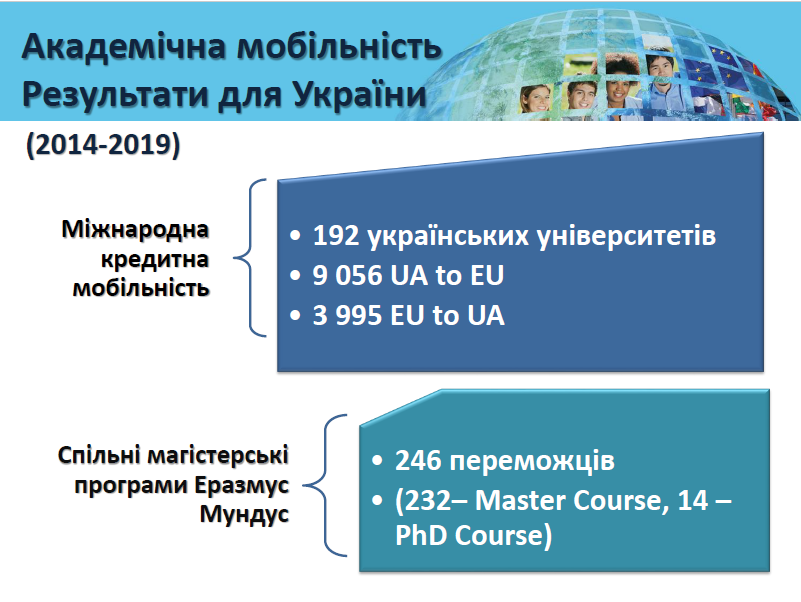 Академічна мобільність
Результати для України
(2014-2019)
Міжнародна
кредитна
мобільність
• 192 українських університетів
• 9 056 UA to EU
• 3 995 EU to UA
Спільні магістерські
програми Еразмус
Мундус
• 246 переможців
• (232– Master Course, 14 –
PhD Course)